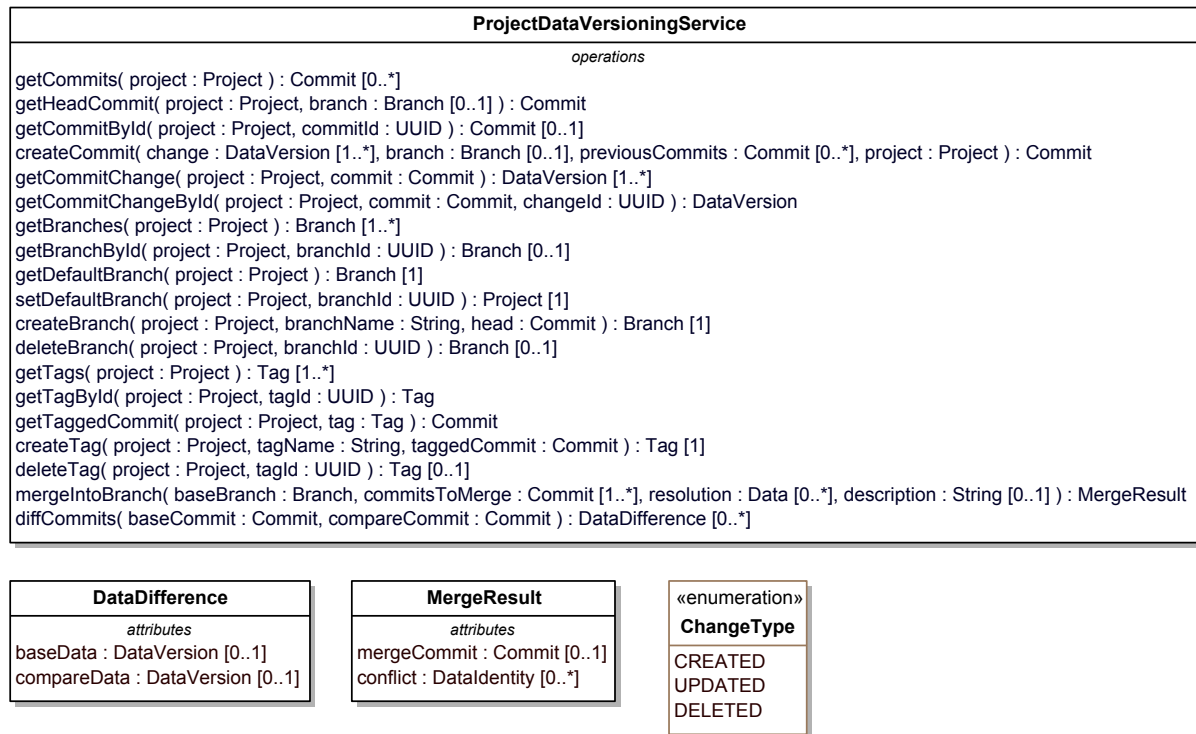 ProjectDataVersioningService
operations
getCommits( project : Project ) : Commit [0..*]
getHeadCommit( project : Project, branch : Branch [0..1] ) : Commit
getCommitById( project : Project, commitId : UUID ) : Commit [0..1]
createCommit( change : DataVersion [1..*], branch : Branch [0..1], previousCommits : Commit [0..*], project : Project ) : Commit
getCommitChange( project : Project, commit : Commit ) : DataVersion [1..*]
getCommitChangeById( project : Project, commit : Commit, changeId : UUID ) : DataVersion
getBranches( project : Project ) : Branch [1..*]
getBranchById( project : Project, branchId : UUID ) : Branch [0..1]
getDefaultBranch( project : Project ) : Branch [1]
setDefaultBranch( project : Project, branchId : UUID ) : Project [1]
createBranch( project : Project, branchName : String, head : Commit ) : Branch [1]
deleteBranch( project : Project, branchId : UUID ) : Branch [0..1]
getTags( project : Project ) : Tag [1..*]
getTagById( project : Project, tagId : UUID ) : Tag
getTaggedCommit( project : Project, tag : Tag ) : Commit
createTag( project : Project, tagName : String, taggedCommit : Commit ) : Tag [1]
deleteTag( project : Project, tagId : UUID ) : Tag [0..1]
mergeIntoBranch( baseBranch : Branch, commitsToMerge : Commit [1..*], resolution : Data [0..*], description : String [0..1] ) : MergeResult
diffCommits( baseCommit : Commit, compareCommit : Commit ) : DataDifference [0..*]
DataDifference
attributes
baseData : DataVersion [0..1]
compareData : DataVersion [0..1]
MergeResult
attributes
mergeCommit : Commit [0..1]
conflict : DataIdentity [0..*]
«enumeration»
ChangeType
CREATED
UPDATED
DELETED